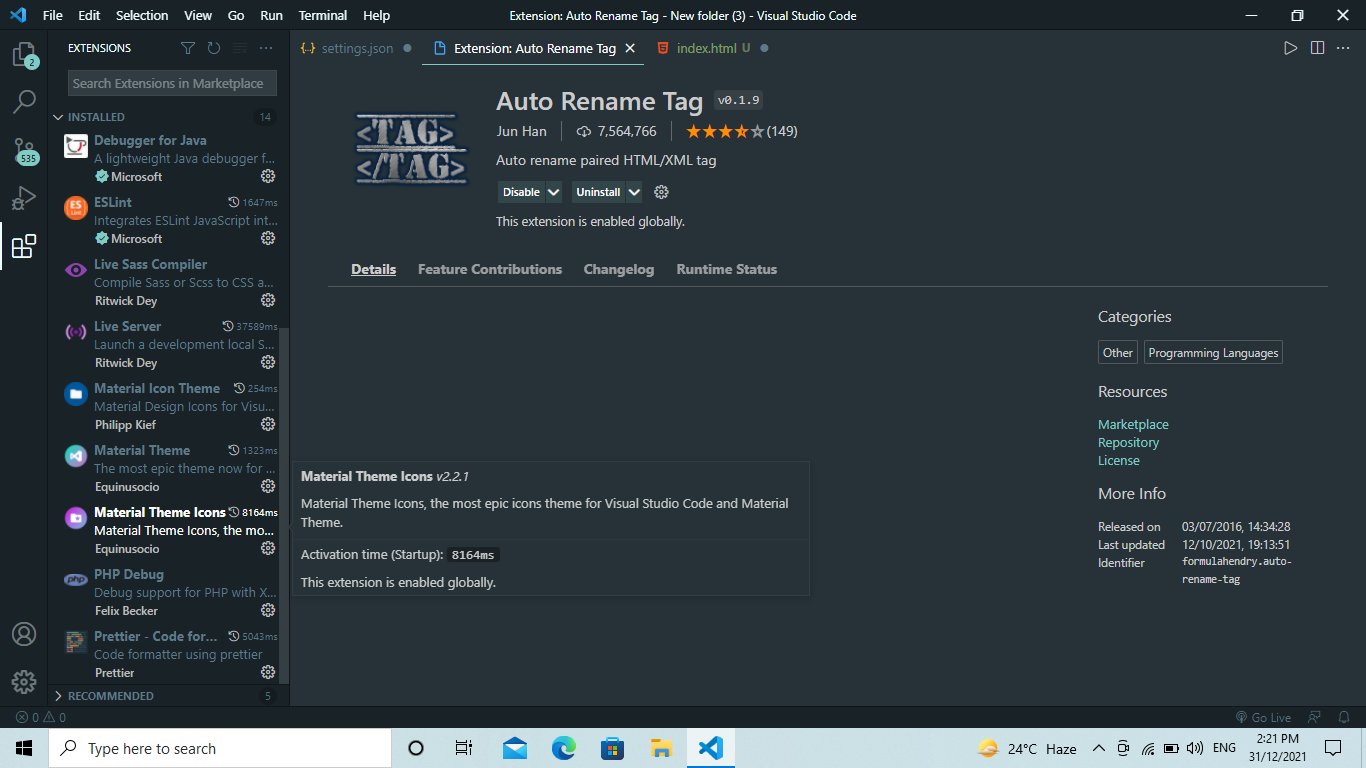 File Edit Selection View Go Run Terminal Help
Extension: Auto Rename Tag - New folder (3) - Visual Studio Code
2
535
EXTENSIONS
Search Extensions in Marketplace
INSTALLED 14
Debugger for Java
A lightweight Java debugger f...
Microsoft
ESLint 1647ms
Integrates ESLint JavaScript int...
Microsoft
Live Sass Compiler
Compile Sass or Scss to CSS a...
Ritwick Dey
Live Server 37589ms
Launch a development local S...
Ritwick Dey
Material Icon Theme 254ms
Material Design Icons for Visu...
Philipp Kief
Material Theme 1323ms
The most epic theme now for ...
Equinusocio
Material Theme Icons 8164ms
Material Theme Icons, the mo...
Equinusocio
PHP Debug
Debug support for PHP with X...
Felix Becker
Prettier - Code for... 5043ms
Code formatter using prettier
Prettier
RECOMMENDED 5
settings.json
Extension: Auto Rename Tag
index.html U
<TAG>
</TAG>
Auto Rename Tag v0.1.9
Jun Han 7,564,766 (149)
Auto rename paired HTML/XML tag
Disable Uninstall
This extension is enabled globally.
Details Feature Contributions Changelog Runtime Status
Material Theme Icons v2.2.1
Material Theme Icons, the most epic icons theme for Visual Studio Code and Material
Theme.
Activation time (Startup): 8164ms
This extension is enabled globally.
Categories
Other Programming Languages
Resources
Marketplace
Repository
License
More Info
Released on 03/07/2016, 14:34:28
Last updated 12/10/2021, 19:13:51
Identifier formulahendry.auto-
rename-tag
0 0
Go Live
Type here to search
24°C Haze
ENG
2:21 PM
31/12/2021